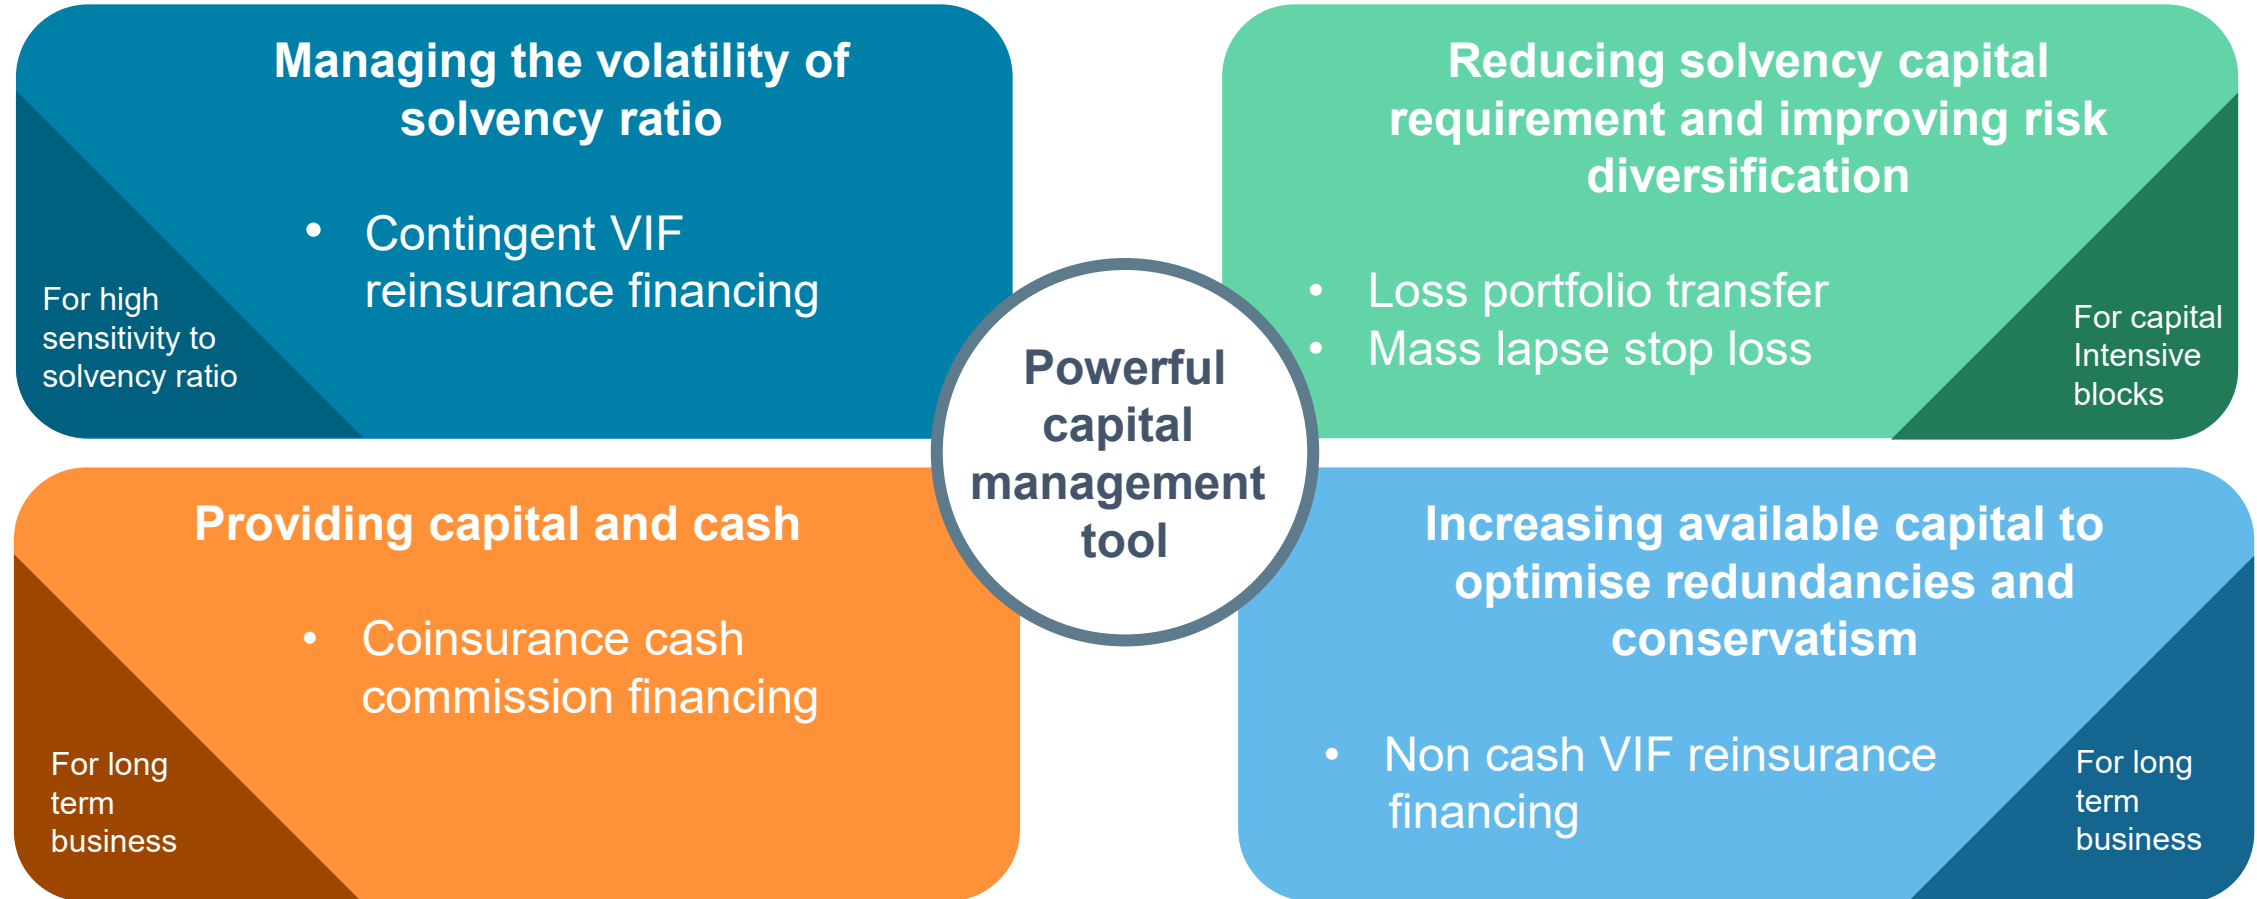 Managing the volatility of
solvency ratio
• Contingent VIF
reinsurance financing
For high
sensitivity to
solvency ratio
Reducing solvency capital
requirement and improving risk
diversification
• Loss portfolio transfer
• Mass lapse stop loss
For capital
Intensive
blocks
Powerful
capital
management
tool
Providing capital and cash
• Coinsurance cash
commission financing
For long
term
business
Increasing available capital to
optimise redundancies and
conservatism
• Non cash VIF reinsurance
financing
For long
term
business